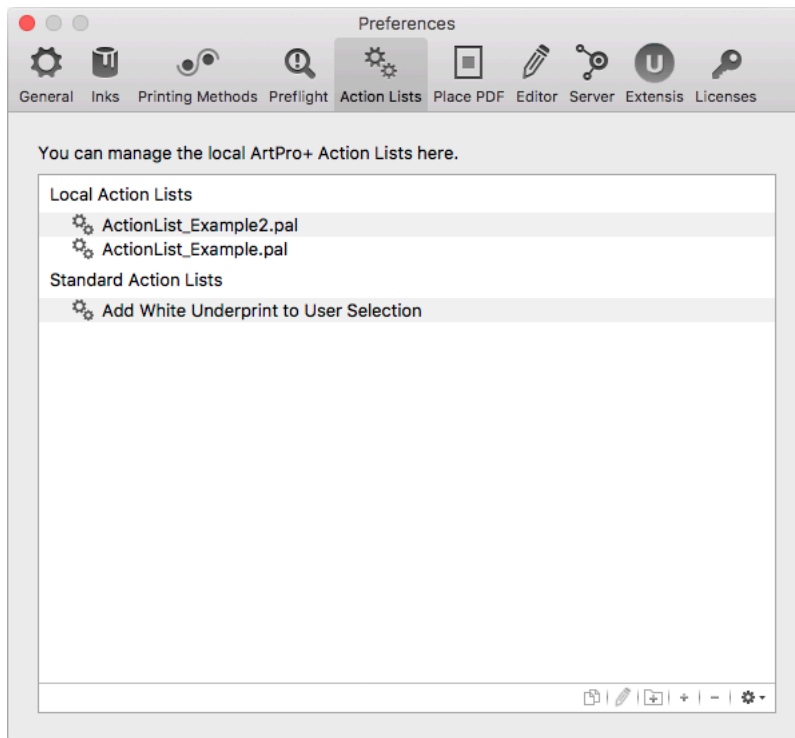 Preferences
General Inks Printing Methods Preflight Action Lists Place PDF Editor Server Extensis Licenses
You can manage the local ArtPro+ Action Lists here.
Local Action Lists
ActionList_Example2.pal
ActionList_Example.pal
Standard Action Lists
Add White Underprint to User Selection